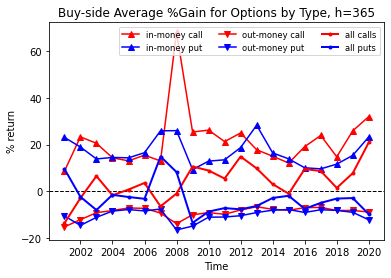 Buy-side Average %Gain for Options by Type, h=365
in-money call out-money call all calls
in-money put out-money put all puts
% return
60
40
20
0
−20
2002 2004 2006 2008 2010 2012 2014 2016 2018 2020
Time